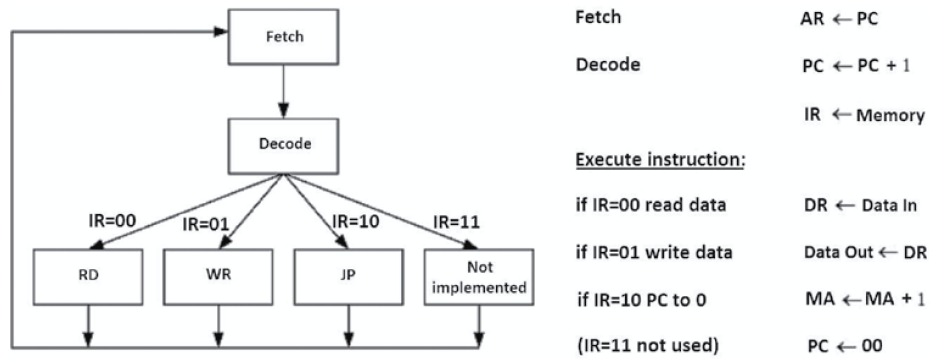 Fetch
Decode
IR=00
IR=01
IR=10
IR=11
RD
WR
JP
Not
implemented
Fetch AR ← PC
Decode PC ← PC + 1
IR ← Memory
Execute instruction:
if IR=00 read data DR ← Data In
if IR=01 write data Data Out ← DR
if IR=10 PC to 0 MA ← MA + 1
(IR=11 not used) PC ← 00